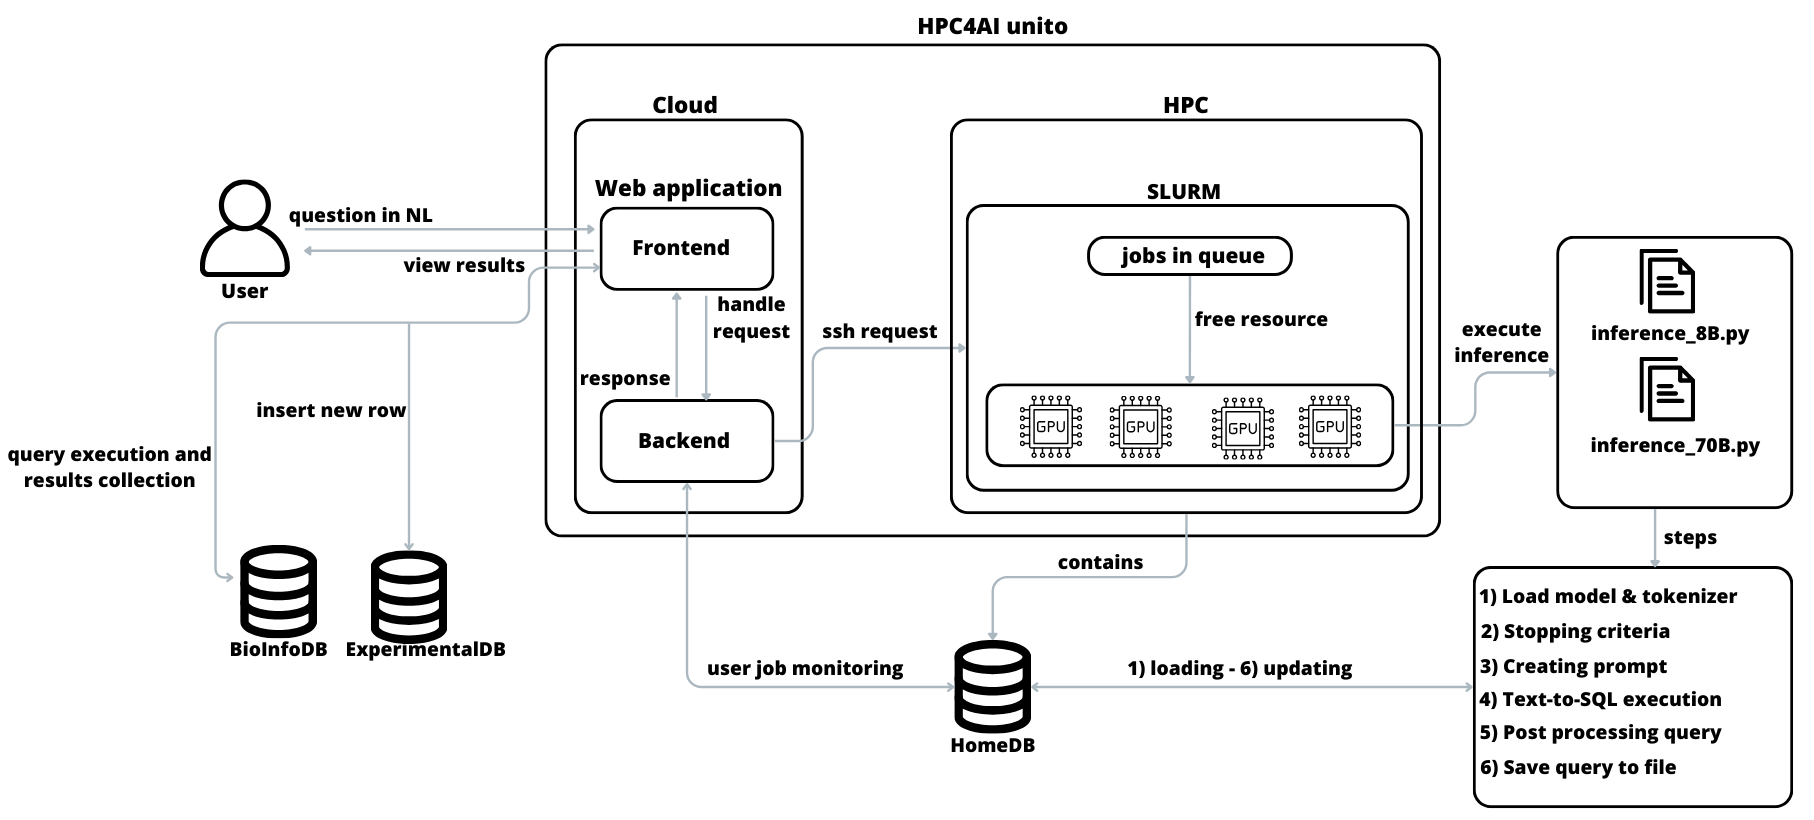 HPC4AI unito
Cloud
HPC
Web application
SLURM
question in NL
Frontend
jobs in queue
view results
User
handle
request
ssh request
free resource
execute
inference
inference_8B.py
response
insert new row
Backend
GPU
GPU
GPU
GPU
inference_70B.py
query execution and
results collection
steps
contains
BioInfoDB
ExperimentalDB
user job monitoring
1) loading - 6) updating
HomeDB
1) Load model & tokenizer
2) Stopping criteria
3) Creating prompt
4) Text-to-SQL execution
5) Post processing query
6) Save query to file